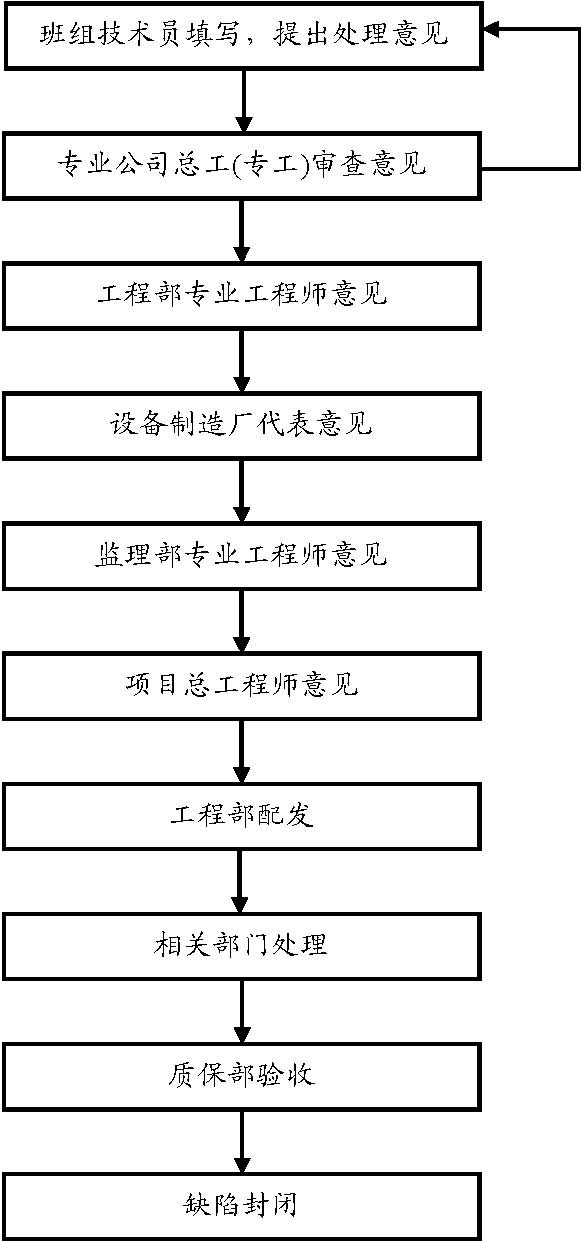 班组技术员填写，提出处理意见
专业公司总工(专工)审查意见
工程部专业工程师意见
设备制造厂代表意见
监理部专业工程师意见
项目总工程师意见
工程部配发
相关部门处理
质保部验收
缺陷封闭